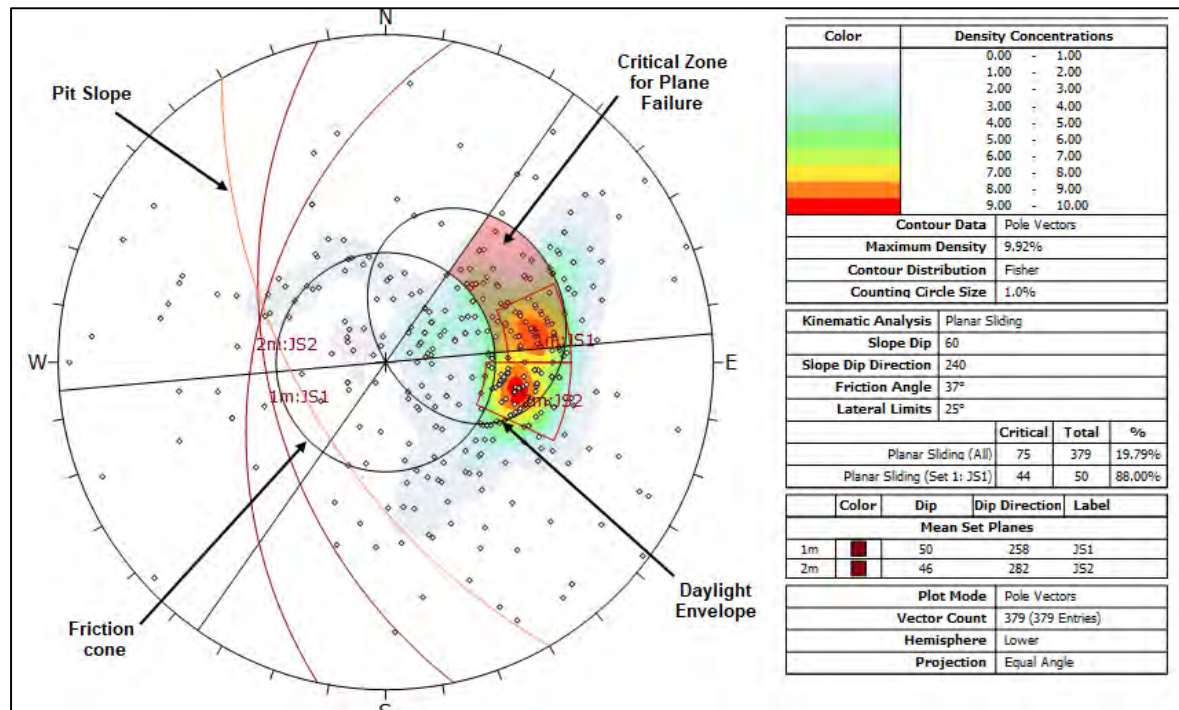 N
Critical Zone
for Plane
Failure
Pit Slope
W
E
2m:JS2
m:JS1
1m:JS1
m:JS2
Friction
cone
Daylight
Envelope
S
Color Density Concentrations
0.00 - 1.00
1.00 - 2.00
2.00 - 3.00
3.00 - 4.00
4.00 - 5.00
5.00 - 6.00
6.00 - 7.00
7.00 - 8.00
8.00 - 9.00
9.00 - 10.00
Contour Data Pole Vectors
Maximum Density 9.92%
Contour Distribution Fisher
Counting Circle Size 1.0%
Kinematic Analysis Planar Sliding
Slope Dip 60
Slope Dip Direction 240
Friction Angle 37°
Lateral Limits 25°
Critical Total %
Planar Sliding (All) 75 379 19.79%
Planar Sliding (Set 1: JS1) 44 50 88.00%
Color Dip Dip Direction Label
Mean Set Planes
1m 50 258 JS1
2m 46 282 JS2
Plot Mode Pole Vectors
Vector Count 379 (379 Entries)
Hemisphere Lower
Projection Equal Angle